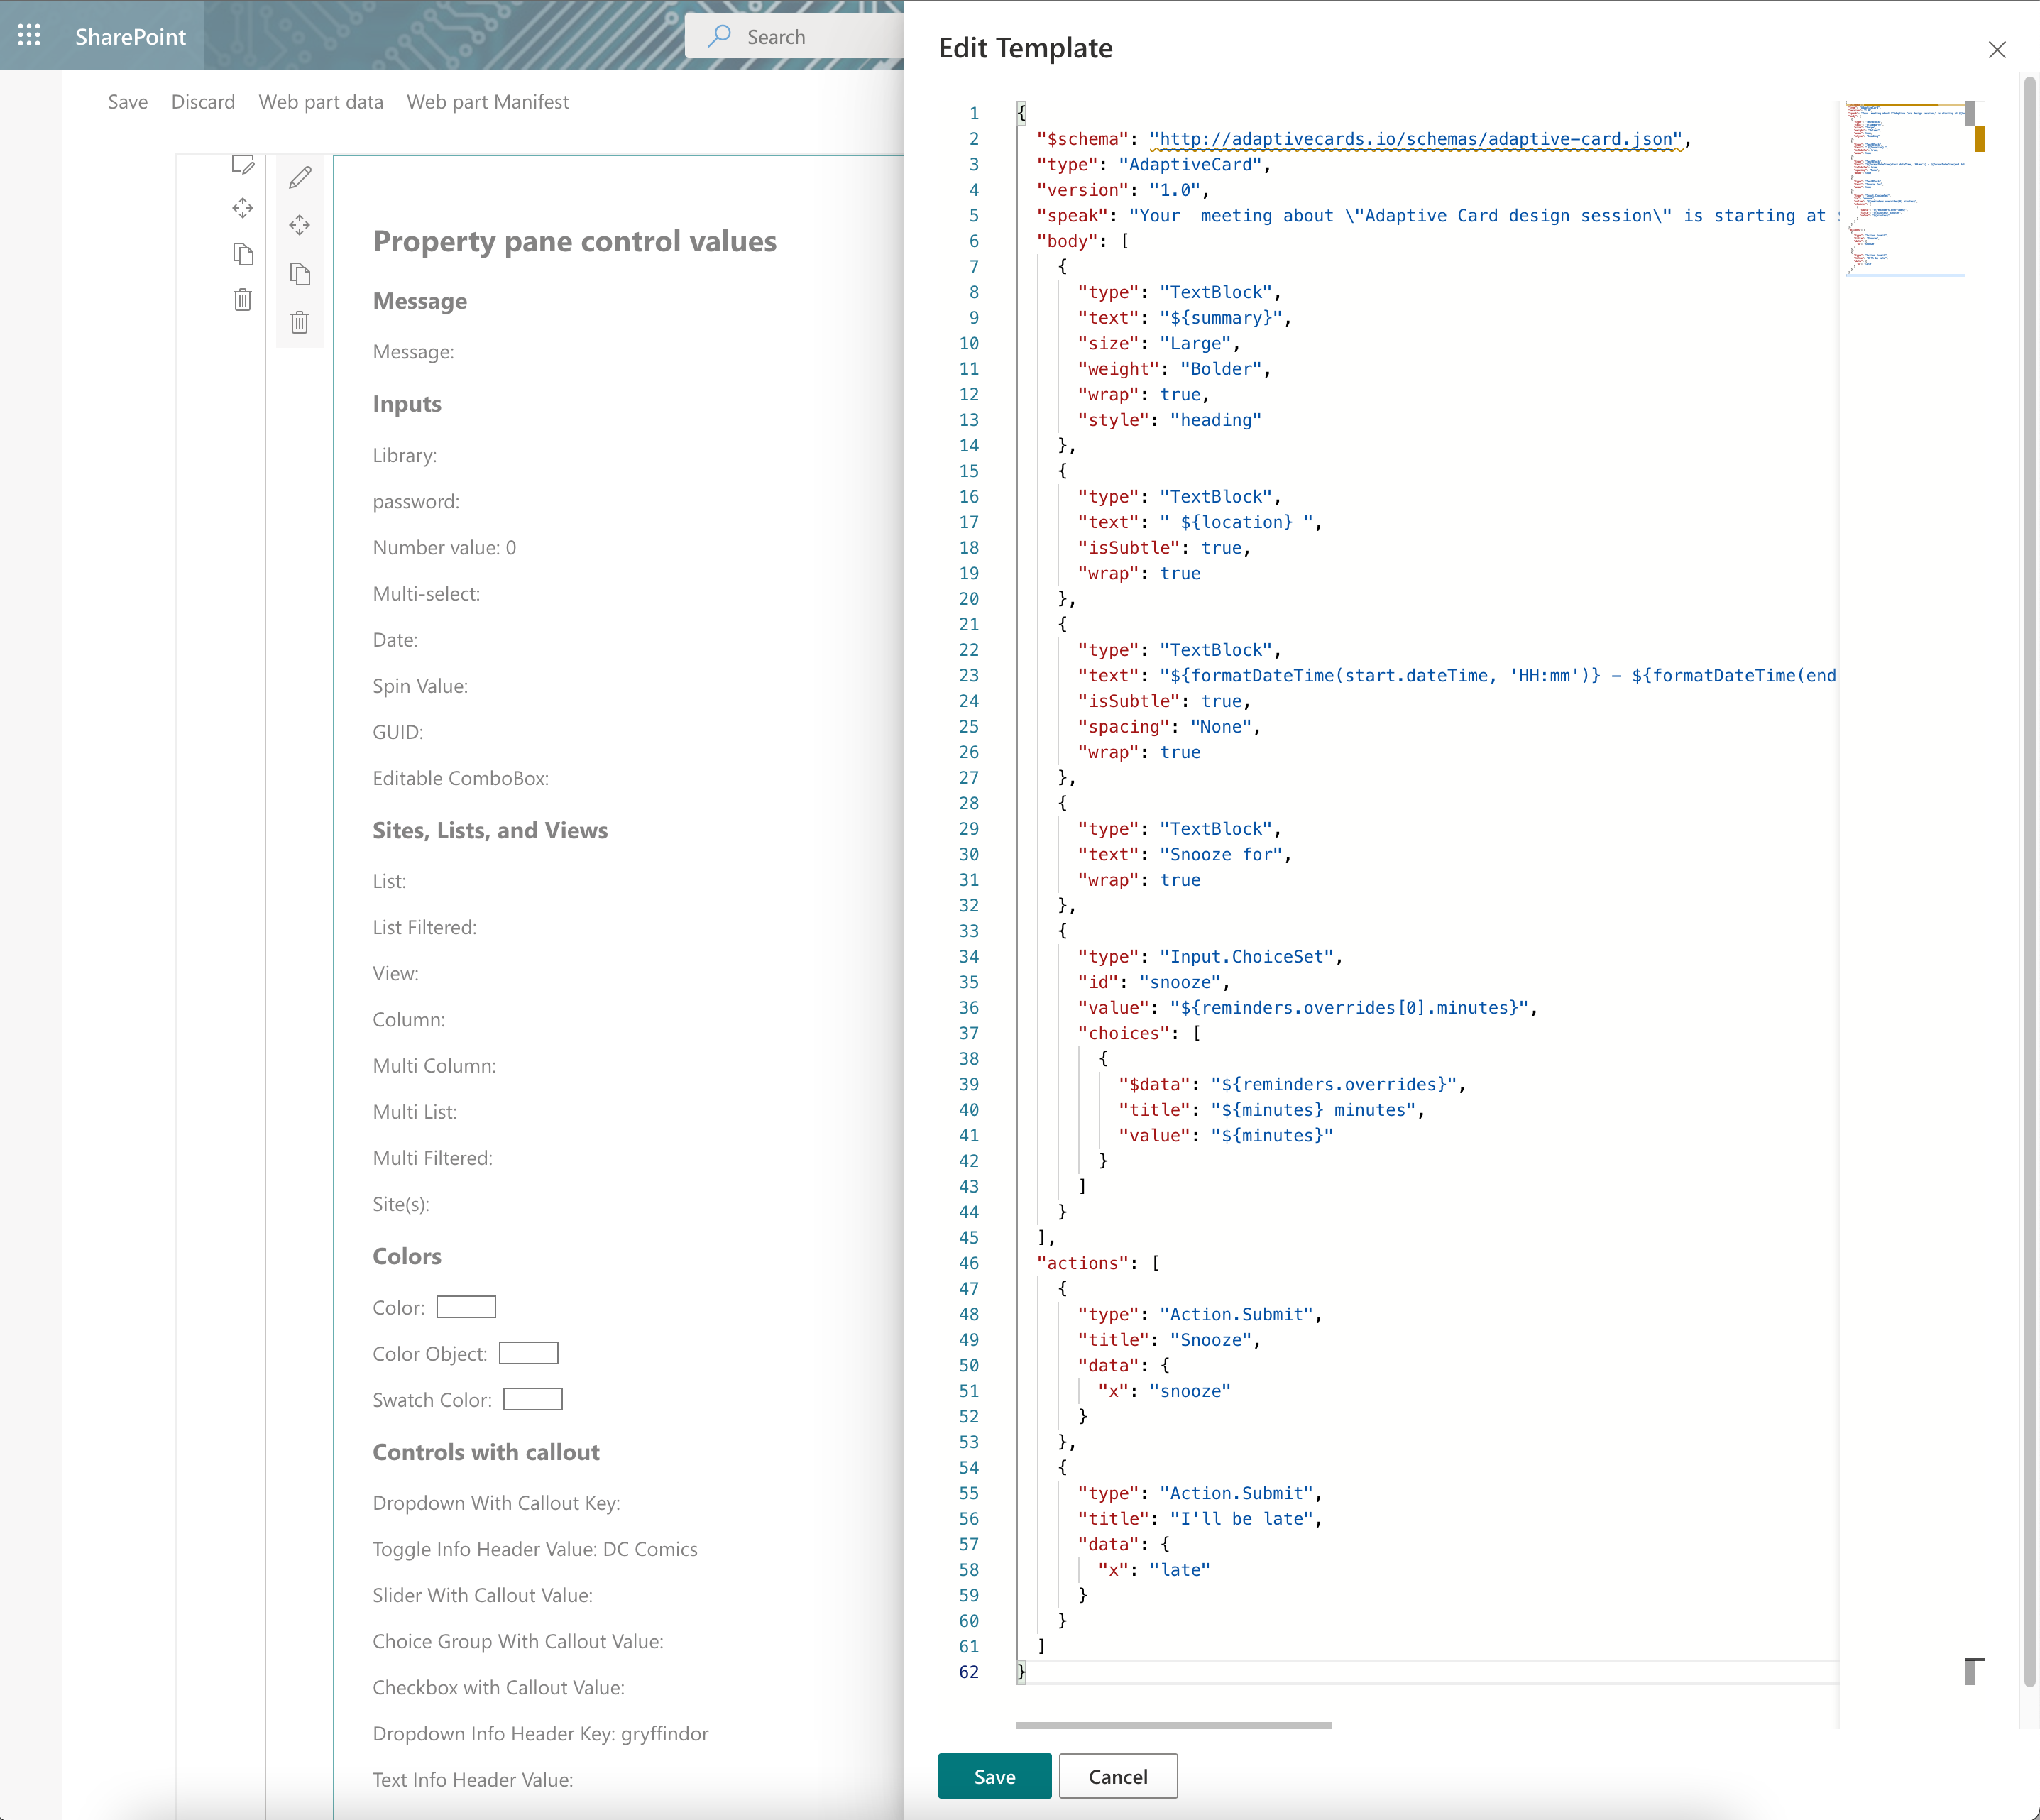 SharePoint
Search
Save Discard Web part data Web part Manifest
Property pane control values
Message
Message:
Inputs
Library:
password:
Number value: 0
Multi-select:
Date:
Spin Value:
GUID:
Editable ComboBox:
Sites, Lists, and Views
List:
List Filtered:
View:
Column:
Multi Column:
Multi List:
Multi Filtered:
Site(s):
Colors
Color:
Color Object:
Swatch Color:
Controls with callout
Dropdown With Callout Key:
Toggle Info Header Value: DC Comics
Slider With Callout Value:
Choice Group With Callout Value:
Checkbox with Callout Value:
Dropdown Info Header Key: gryffindor
Text Info Header Value:
Edit Template
1 {
2 "$schema": "http://adaptivecards.io/schemas/adaptive-card.json",
3 "type": "AdaptiveCard",
4 "version": "1.0",
5 "speak": "Your  meeting about \"Adaptive Card design session\" is starting at
6 "body": [
7 {
8 "type": "TextBlock",
9 "text": "${summary}",
10 "size": "Large",
11 "weight": "Bolder",
12 "wrap": true,
13 "style": "heading"
14 },
15 {
16 "type": "TextBlock",
17 "text": " ${location} ",
18 "isSubtle": true,
19 "wrap": true
20 },
21 {
22 "type": "TextBlock",
23 "text": "${formatDateTime(start.dateTime, 'HH:mm')} - ${formatDateTime(end
24 "isSubtle": true,
25 "spacing": "None",
26 "wrap": true
27 },
28 {
29 "type": "TextBlock",
30 "text": "Snooze for",
31 "wrap": true
32 },
33 {
34 "type": "Input.ChoiceSet",
35 "id": "snooze",
36 "value": "${reminders.overrides[0].minutes}",
37 "choices": [
38 {
39 "$data": "${reminders.overrides}",
40 "title": "${minutes} minutes",
41 "value": "${minutes}"
42 }
43 ]
44 }
45 ],
46 "actions": [
47 {
48 "type": "Action.Submit",
49 "title": "Snooze",
50 "data": {
51 "x": "snooze"
52 }
53 },
54 {
55 "type": "Action.Submit",
56 "title": "I'll be late",
57 "data": {
58 "x": "late"
59 }
60 }
61 ]
62 }
Save Cancel